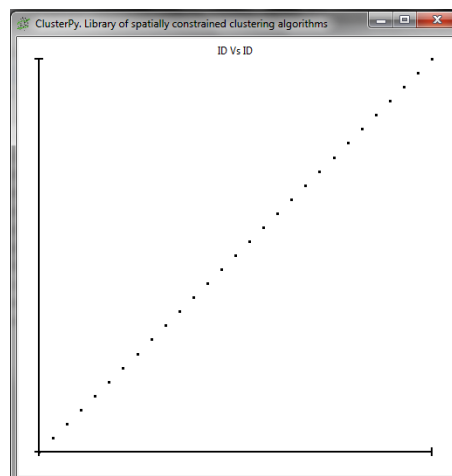 ClusterPy. Library of spatially constrained clustering algorithms
ID Vs ID